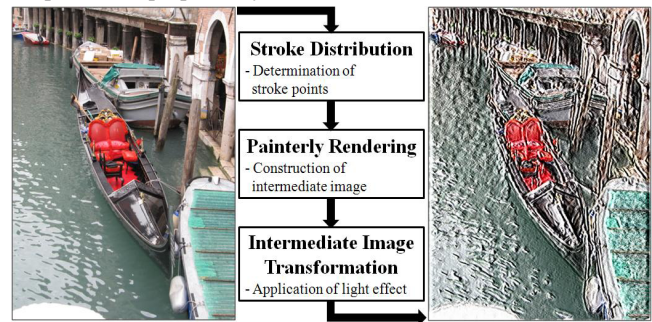 Stroke Distribution
- Determination of
stroke points
Painterly Rendering
- Construction of
intermediate image
Intermediate Image
Transformation
- Application of light effect